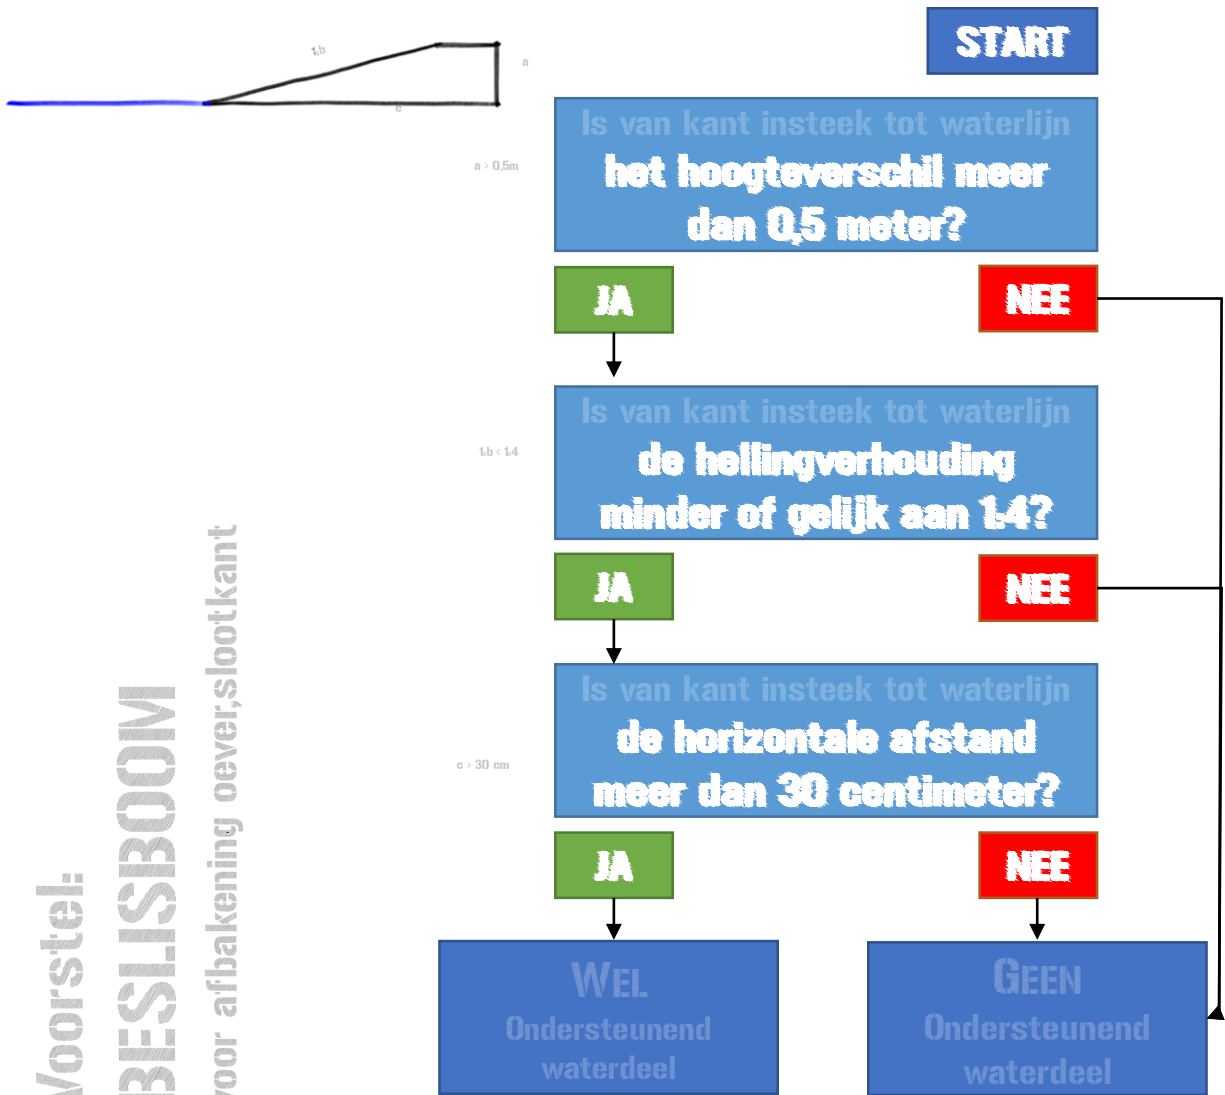 START
1:b
a
c
Is van kant insteek tot waterlijn
het hoogteverschil meer
dan 0,5 meter?
a > 0,5m
JA
NEE
Is van kant insteek tot waterlijn
de hellingverhouding
minder of gelijk aan 1:4?
1:b < 1:4
JA
NEE
Is van kant insteek tot waterlijn
de horizontale afstand
meer dan 30 centimeter?
c > 30 cm
JA
NEE
WEL
Ondersteunend
waterdeel
GEEN
Ondersteunend
waterdeel
Voorstel:
BESLISBOOM
voor afbakening oever,slootkant